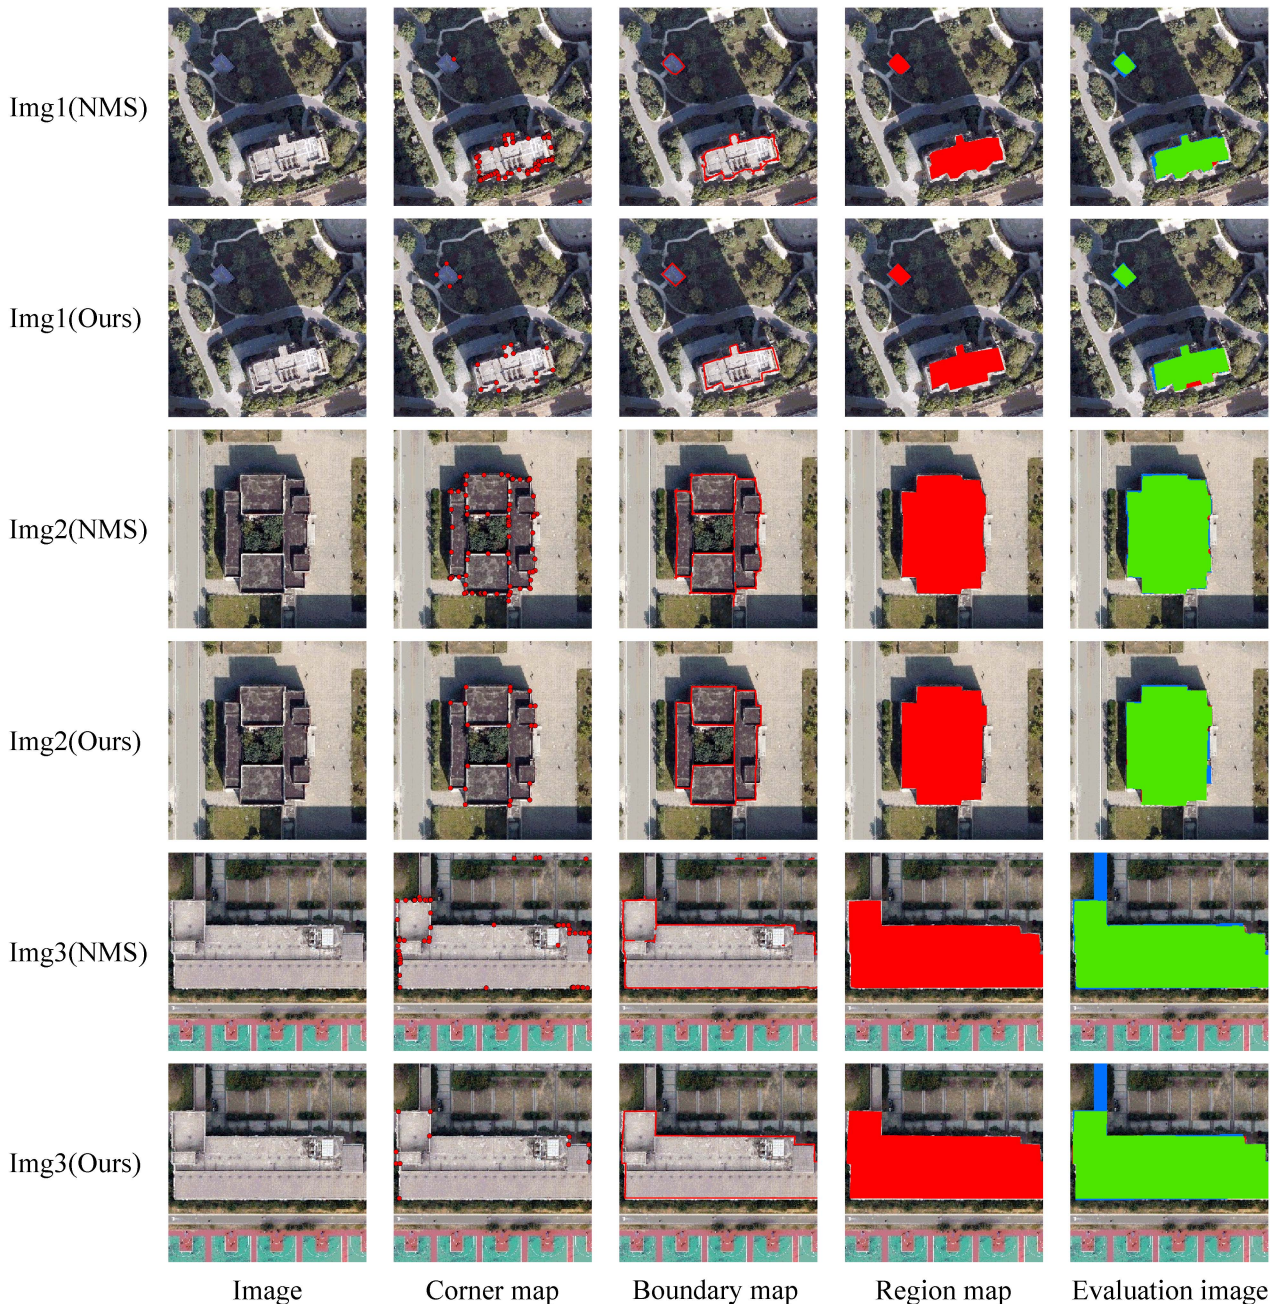 Img1(NMS)
Img1(Ours)
Img2(NMS)
Img2(Ours)
Img3(NMS)
Img3(Ours)
Image
Corner map
Boundary map
Region map
Evaluation image